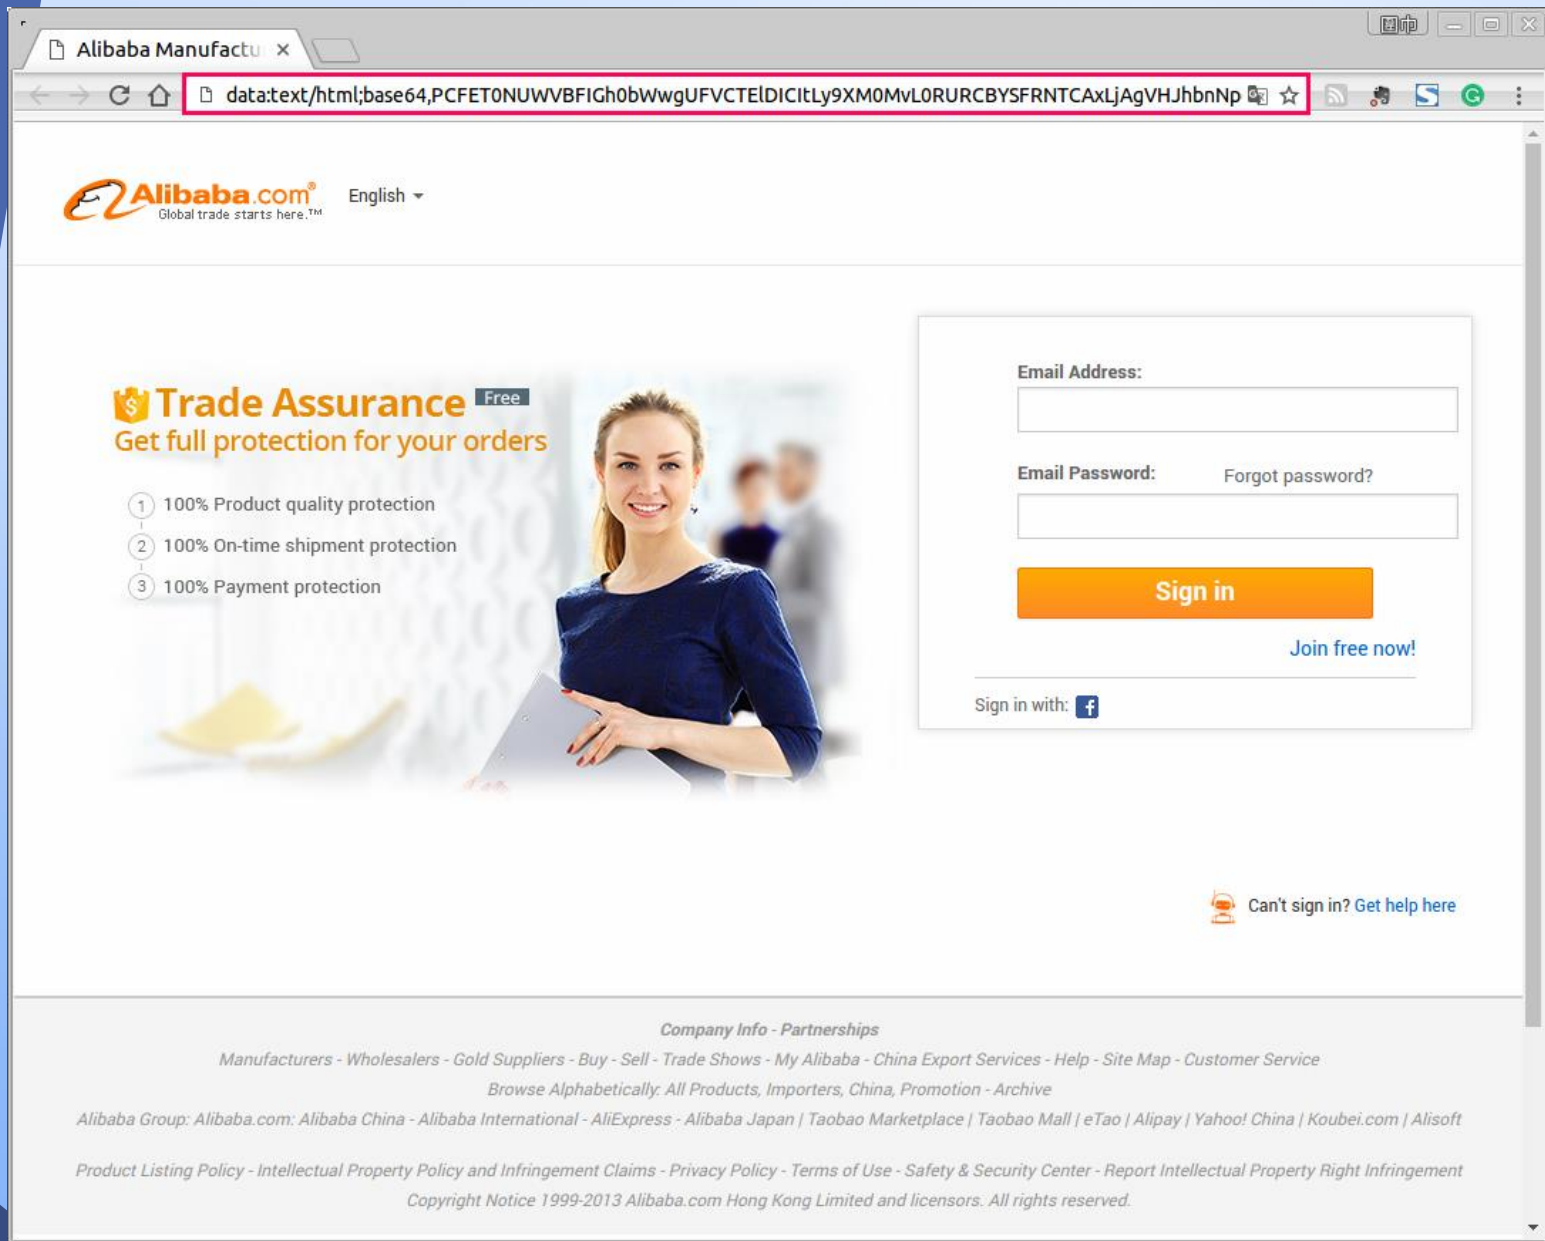 Alibaba Manufactu
data:text/html;base64,PCFET0NUWVBFIGh0bWwgUFVCTElDICItLy9XM0MvL0RURCBYSFRNTCAxLjAgVHJhbnNp
Alibaba.com®
Global trade starts here.™
English
Trade Assurance Free
Get full protection for your orders
1 100% Product quality protection
2 100% On-time shipment protection
3 100% Payment protection
Email Address:
Email Password: Forgot password?
Sign in
Join free now!
Sign in with: f
Can't sign in? Get help here
Company Info - Partnerships
Manufacturers - Wholesalers - Gold Suppliers - Buy - Sell - Trade Shows - My Alibaba - China Export Services - Help - Site Map - Customer Service
Browse Alphabetically: All Products, Importers, China, Promotion - Archive
Alibaba Group: Alibaba.com: Alibaba China - Alibaba International - AliExpress - Alibaba Japan | Taobao Marketplace | Taobao Mall | eTao | Alipay | Yahoo! China | Koubei.com | Alisoft
Product Listing Policy - Intellectual Property Policy and Infringement Claims - Privacy Policy - Terms of Use - Safety & Security Center - Report Intellectual Property Right Infringement
Copyright Notice 1999-2013 Alibaba.com Hong Kong Limited and licensors. All rights reserved.